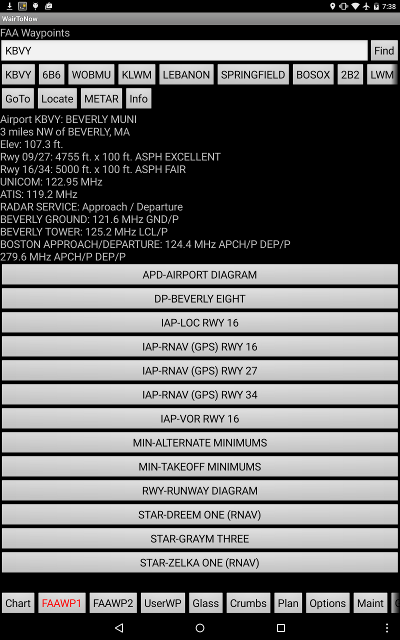 7:38
WairToNow
FAA Waypoints
KBVY Find
KBVY 6B6 WOBMU KLWM LEBANON SPRINGFIELD BOSOX 2B2 LWM
GoTo Locate METAR Info
Airport KBVY: BEVERLY MUNI
3 miles NW of BEVERLY, MA
Elev: 107.3 ft.
Rwy 09/27: 4755 ft. x 100 ft. ASPH EXCELLENT
Rwy 16/34: 5000 ft. x 100 ft. ASPH FAIR
UNICOM: 122.95 MHz
ATIS: 119.2 MHz
RADAR SERVICE: Approach / Departure
BEVERLY GROUND: 121.6 MHz GND/P
BEVERLY TOWER: 125.2 MHz LCL/P
BOSTON APPROACH/DEPARTURE: 124.4 MHz APCH/P DEP/P
279.6 MHz APCH/P DEP/P
APD-AIRPORT DIAGRAM
DP-BEVERLY EIGHT
IAP-LOC RWY 16
IAP-RNAV (GPS) RWY 16
IAP-RNAV (GPS) RWY 27
IAP-RNAV (GPS) RWY 34
IAP-VOR RWY 16
MIN-ALTERNATE MINIMUMS
MIN-TAKEOFF MINIMUMS
RWY-RUNWAY DIAGRAM
STAR-DREEM ONE (RNAV)
STAR-GRAYM THREE
STAR-ZELKA ONE (RNAV)
Chart FAAWP1 FAAWP2 UserWP Glass Crumbs Plan Options Maint